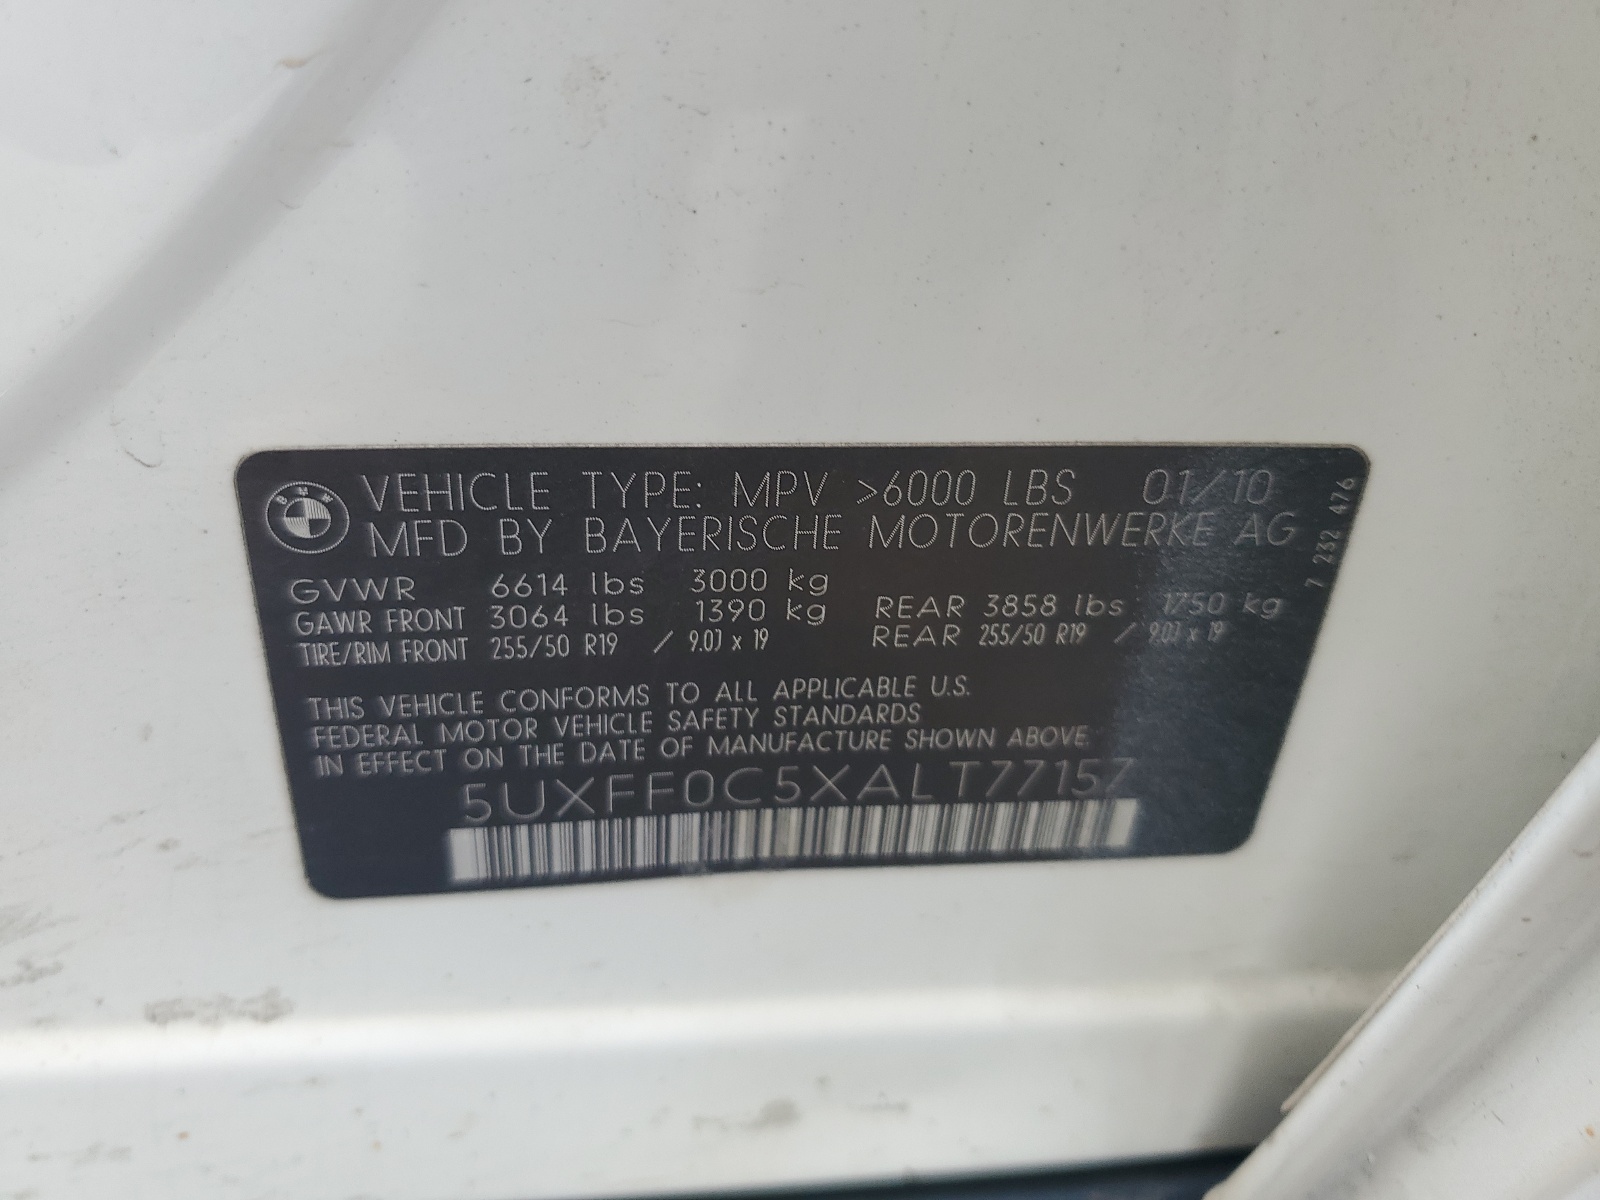 BMW
VEHICLE TYPE: MPV >6000 LBS 01/10
MFD BY BAYERISCHE MOTORENWERKE AG
7 232 476
GVWR 6614 lbs 3000 kg
GAWR FRONT 3064 lbs 1390 kg REAR 3858 lbs 1750 kg
TIRE/RIM FRONT 255/50 R19 / 9.0J x 19 REAR 255/50 R19 / 9.0J x 19
THIS VEHICLE CONFORMS TO ALL APPLICABLE U.S.
FEDERAL MOTOR VEHICLE SAFETY STANDARDS
IN EFFECT ON THE DATE OF MANUFACTURE SHOWN ABOVE.
5UXFF0C5XALT77157